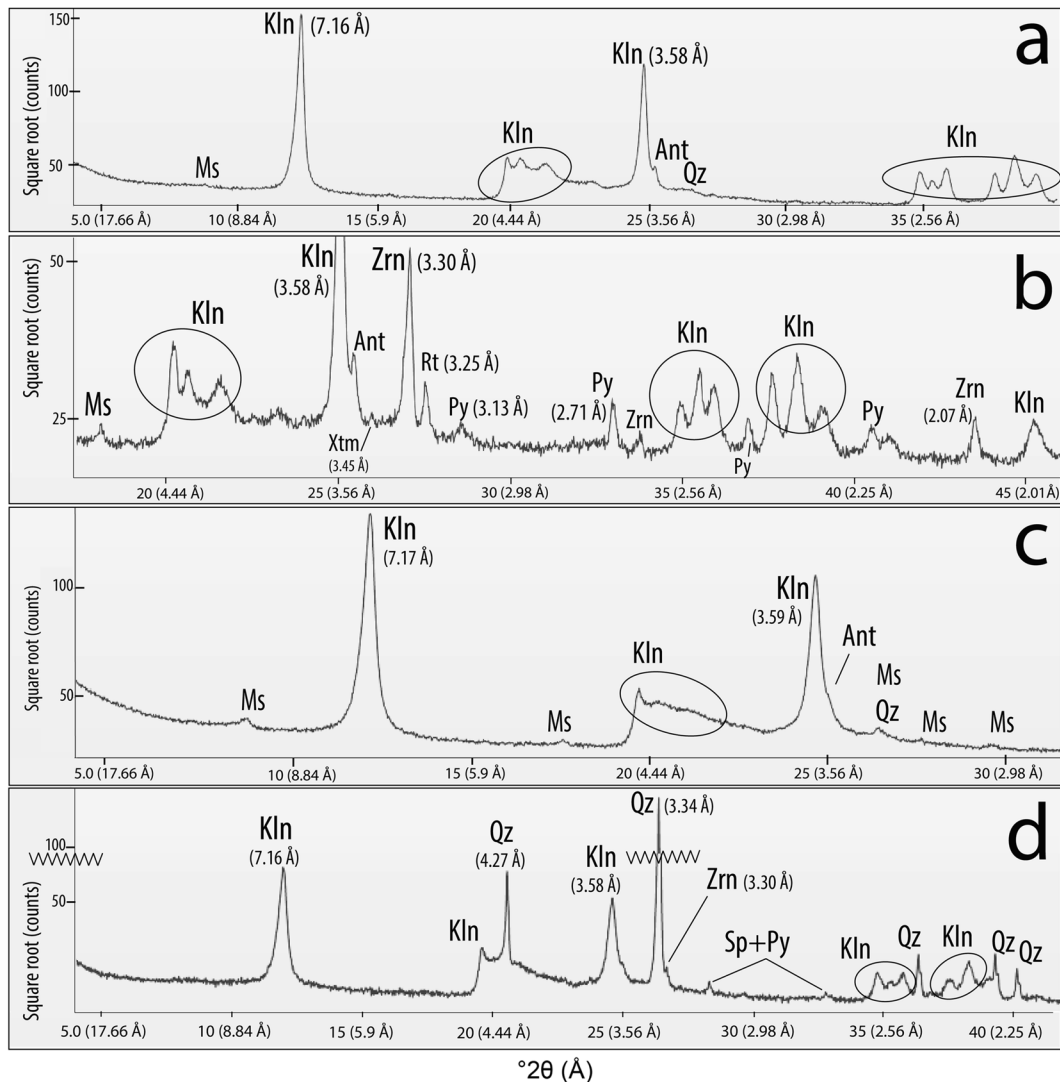 Square root (counts)
150
100
50
Kln (7.16 Å)
Kln (3.58 Å)
a
Ms
Kln
Ant
Qz
Kln
5.0 (17.66 Å) 10 (8.84 Å) 15 (5.9 Å) 20 (4.44 Å) 25 (3.56 Å) 30 (2.98 Å) 35 (2.56 Å)
Square root (counts)
50
25
Kln
(3.58 Å)
Zrn
(3.30 Å)
b
Kln
Ms
Ant
Xtm
(3.45 Å)
Rt (3.25 Å)
Py (3.13 Å)
Py
(2.71 Å)
Zrn
Kln
Py
Kln
Py
Zrn
(2.07 Å)
Kln
20 (4.44 Å) 25 (3.56 Å) 30 (2.98 Å) 35 (2.56 Å) 40 (2.25 Å) 45 (2.01Å)
Square root (counts)
100
50
Kln
(7.17 Å)
c
Ms
Ms
Kln
Kln
(3.59 Å)
Ant
Ms
Qz
Ms
Ms
5.0 (17.66 Å) 10 (8.84 Å) 15 (5.9 Å) 20 (4.44 Å) 25 (3.56 Å) 30 (2.98 Å)
Square root (counts)
100
50
Kln
(7.16 Å)
Qz
(4.27 Å)
Kln
Kln
(3.58 Å)
Qz (3.34 Å)
d
Zrn (3.30 Å)
Sp+Py
Kln
Qz
Kln
Qz
Qz
5.0 (17.66 Å) 10 (8.84 Å) 15 (5.9 Å) 20 (4.44 Å) 25 (3.56 Å) 30 (2.98 Å) 35 (2.56 Å) 40 (2.25 Å)
°2θ (Å)